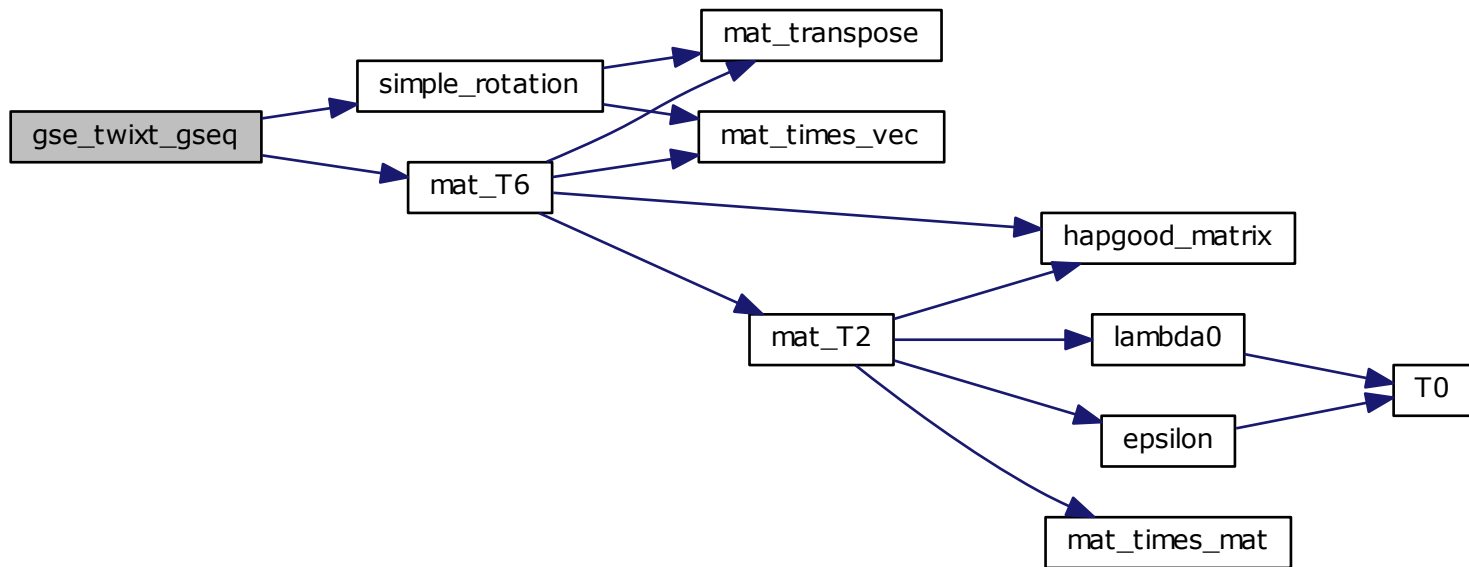 mat_transpose
simple_rotation
gse_twixt_gseq
mat_times_vec
mat_T6
hapgood_matrix
mat_T2
lambda0
T0
epsilon
mat_times_mat